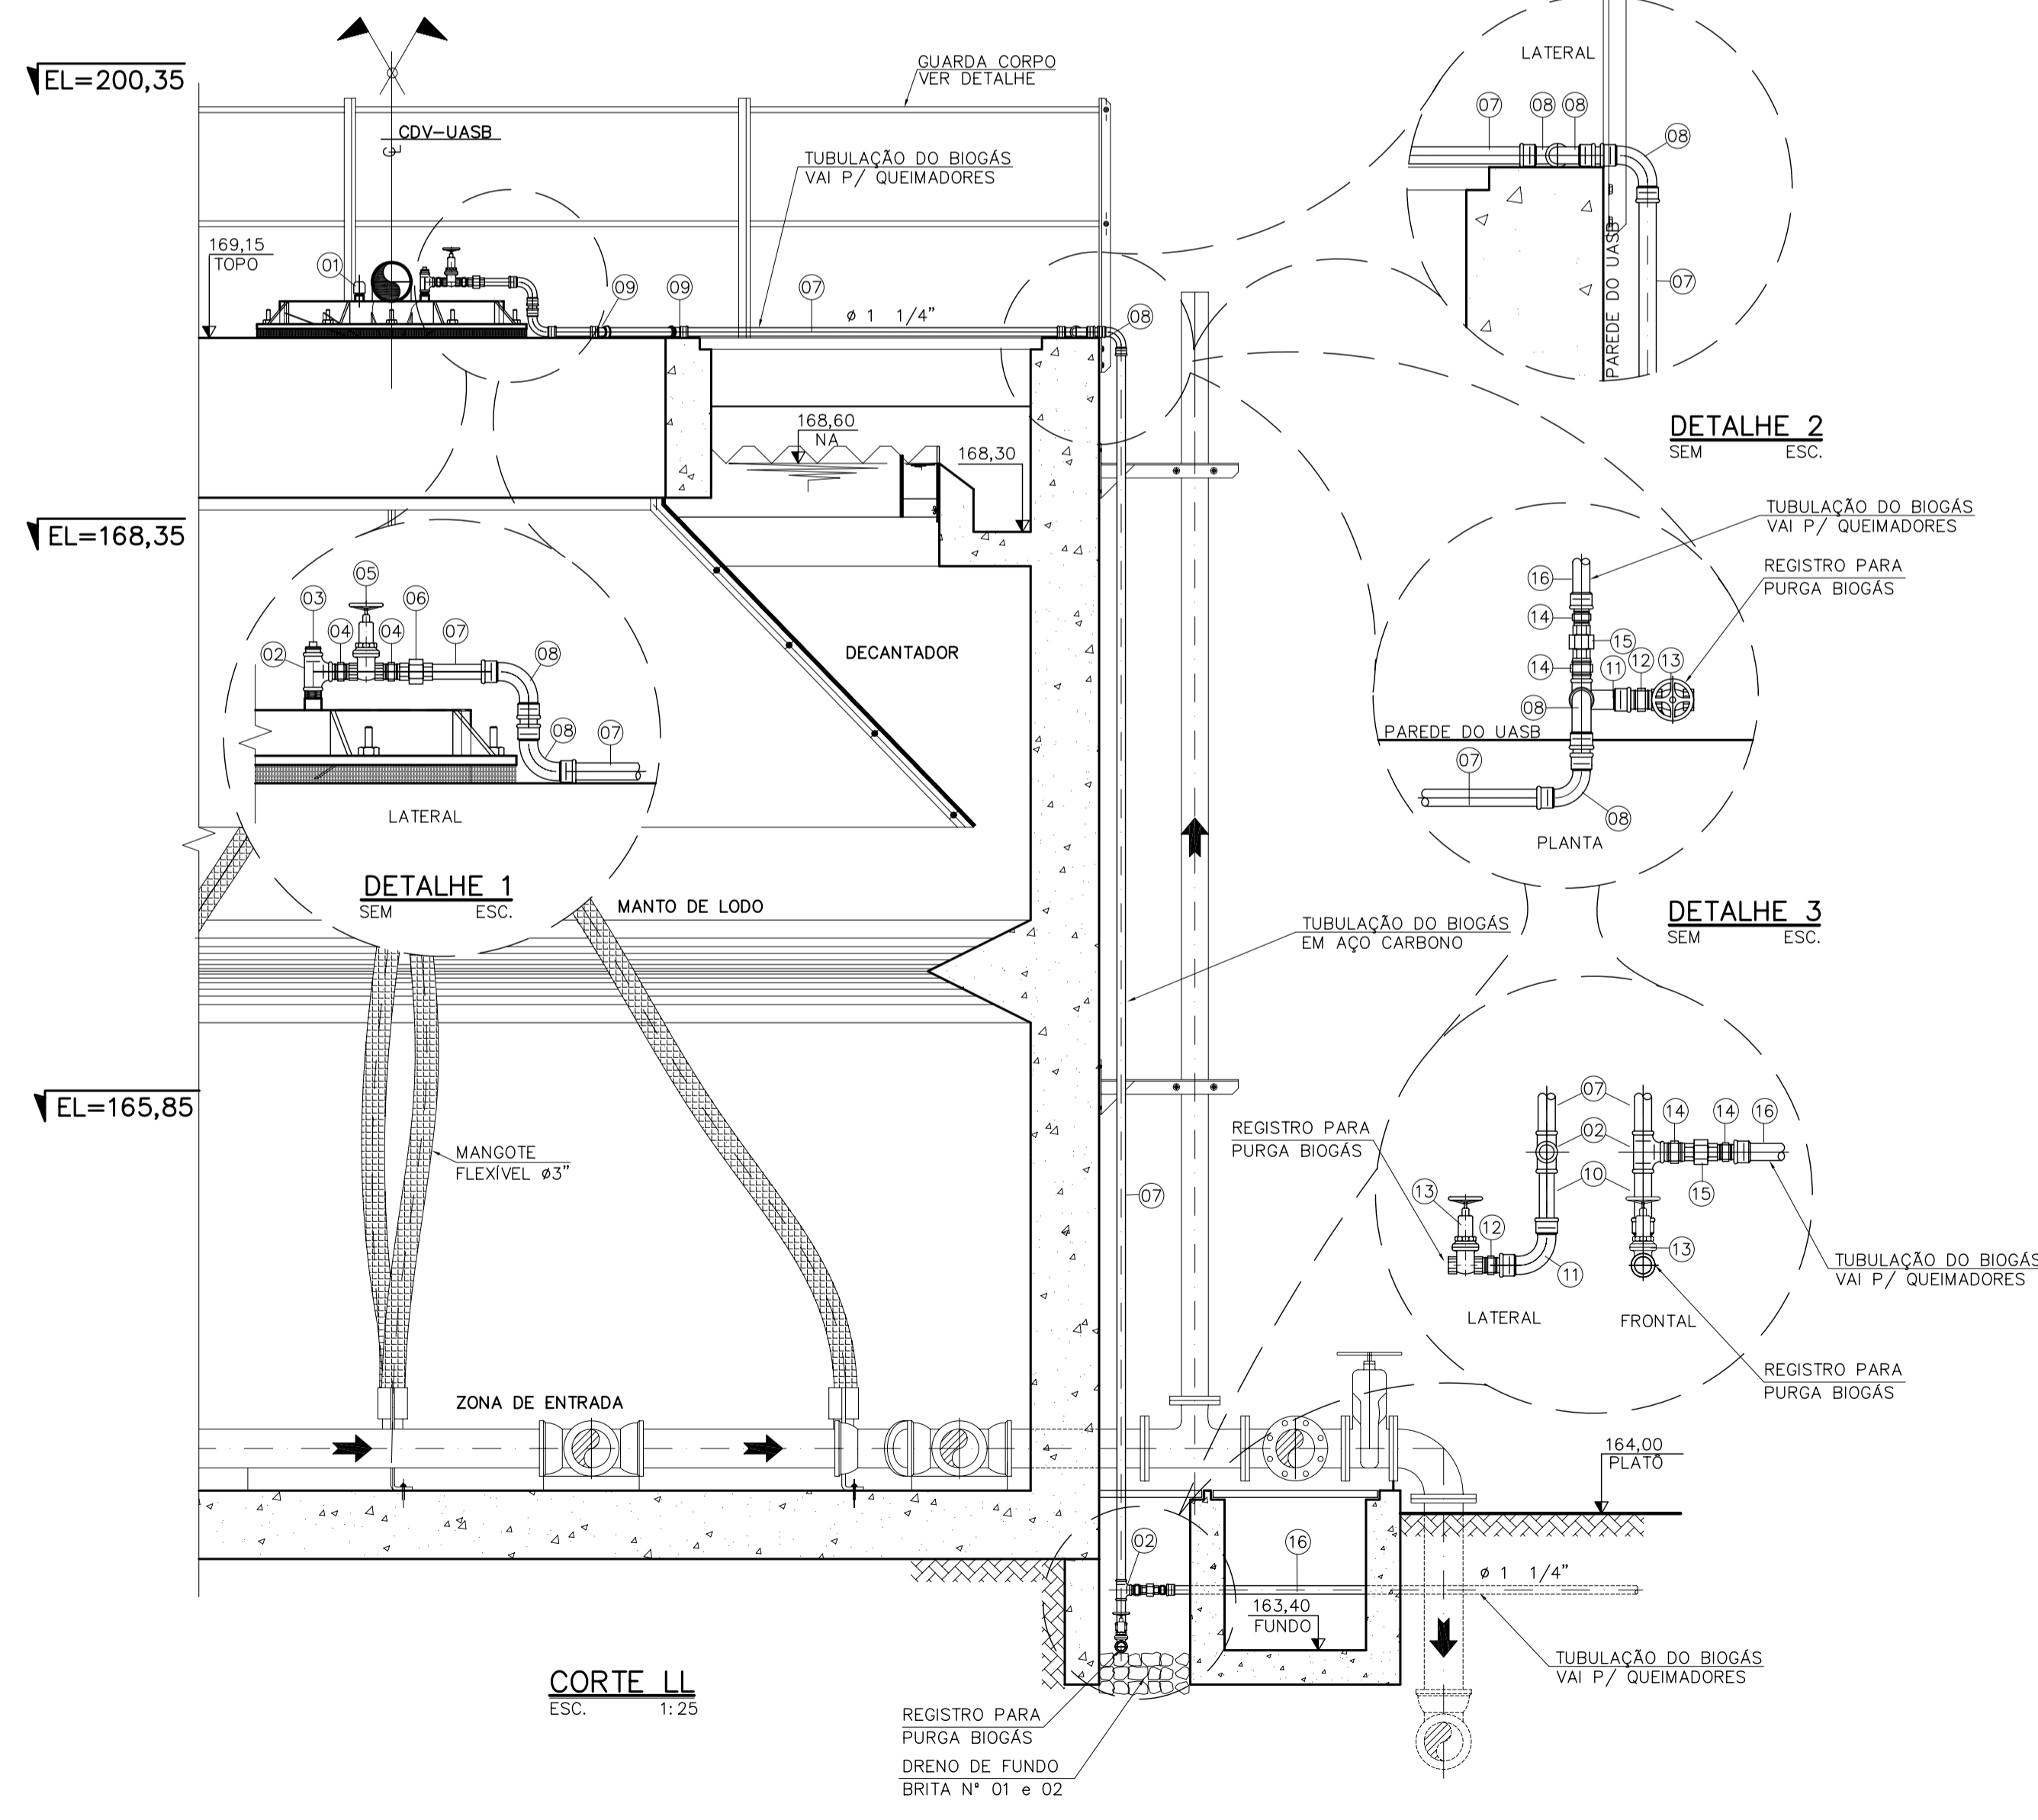 EL=200,35
CDV-UASB
GUARDA CORPO
VER DETALHE
TUBULAÇÃO DO BIOGÁS
VAI P/ QUEIMADORES
169,15
TOPO
01
09
09
07
ø 1 1/4"
08
168,60
NA
168,30
EL=168,35
DECANTADOR
03
05
06
04
04
07
02
08
08
07
LATERAL
DETALHE 1
SEM ESC.
MANTO DE LODO
TUBULAÇÃO DO BIOGÁS
EM AÇO CARBONO
EL=165,85
MANGOTE
FLEXÍVEL ø3"
07
ZONA DE ENTRADA
164,00
PLATÔ
02
16
ø 1 1/4"
163,40
FUNDO
TUBULAÇÃO DO BIOGÁS
VAI P/ QUEIMADORES
CORTE LL
ESC. 1:25
REGISTRO PARA
PURGA BIOGÁS
DRENO DE FUNDO
BRITA Nº 01 e 02
LATERAL
07
08
08
08
07
PAREDE DO UASB
DETALHE 2
SEM ESC.
TUBULAÇÃO DO BIOGÁS
VAI P/ QUEIMADORES
REGISTRO PARA
PURGA BIOGÁS
16
14
15
14
11
12
13
08
PAREDE DO UASB
07
08
PLANTA
DETALHE 3
SEM ESC.
REGISTRO PARA
PURGA BIOGÁS
07
02
14
14
16
10
15
13
12
13
11
LATERAL
FRONTAL
TUBULAÇÃO DO BIOGÁS
VAI P/ QUEIMADORES
REGISTRO PARA
PURGA BIOGÁS